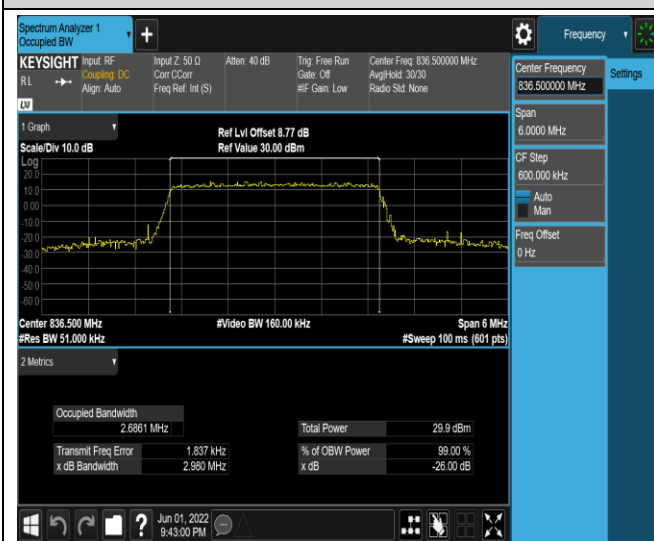 Spectrum Analyzer 1
Occupied BW
Frequency
KEYSIGHT
RL
Input: RF
Coupling: DC
Align: Auto
Input Z: 50 Ω
Corr CCorr
Freq Ref: Int (S)
Atten: 40 dB
Trig: Free Run
Gate: Off
#IF Gain: Low
Center Freq: 836.500000 MHz
Avg|Hold: 30/30
Radio Std: None
LXI
1 Graph
Scale/Div 10.0 dB
Ref Lvl Offset 8.77 dB
Ref Value 30.00 dBm
Log
20.0
10.0
0.00
-10.0
-20.0
-30.0
-40.0
-50.0
-60.0
Center 836.500 MHz
#Video BW 160.00 kHz
Span 6 MHz
#Res BW 51.000 kHz
#Sweep 100 ms (601 pts)
2 Metrics
Occupied Bandwidth
2.6861 MHz
Total Power 29.9 dBm
Transmit Freq Error 1.837 kHz
% of OBW Power 99.00 %
x dB Bandwidth 2.980 MHz
x dB -26.00 dB
Jun 01, 2022
9:43:00 PM
Center Frequency
836.500000 MHz
Settings
Span
6.0000 MHz
CF Step
600.000 kHz
Auto
Man
Freq Offset
0 Hz